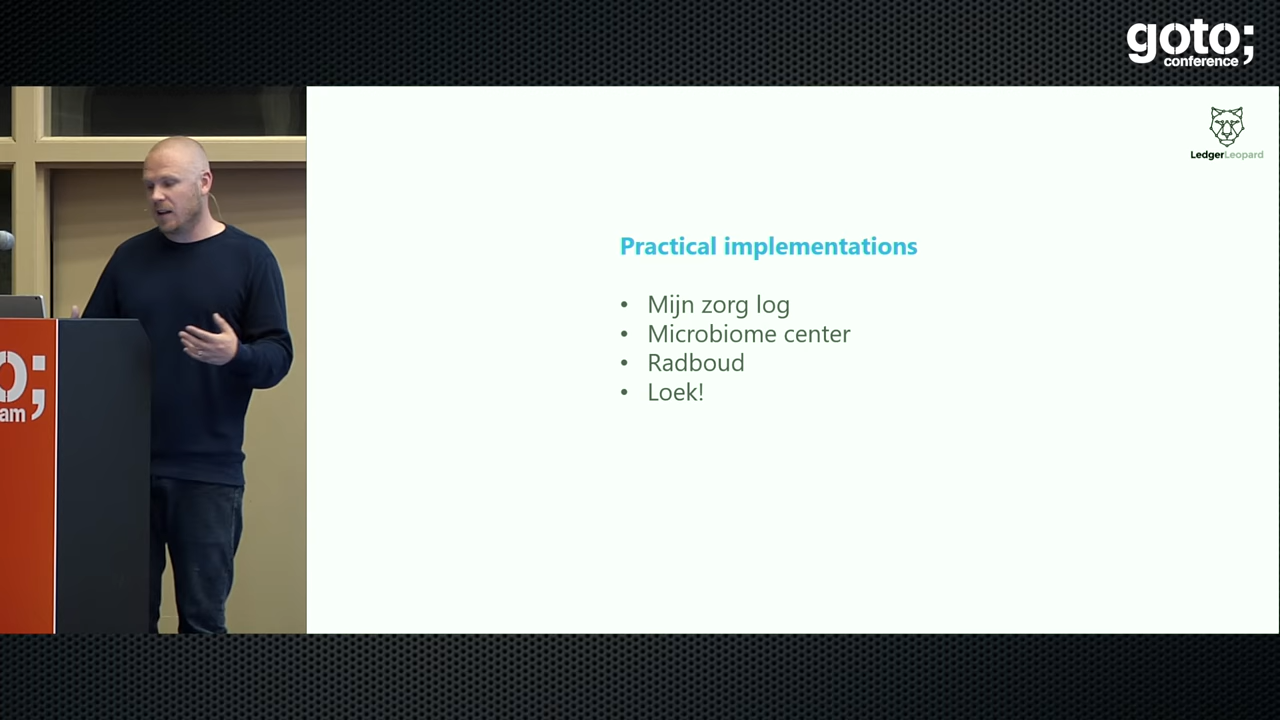 goto;
conference
LedgerLeopard
Practical implementations
• Mijn zorg log
• Microbiome center
• Radboud
• Loek!
o;
am